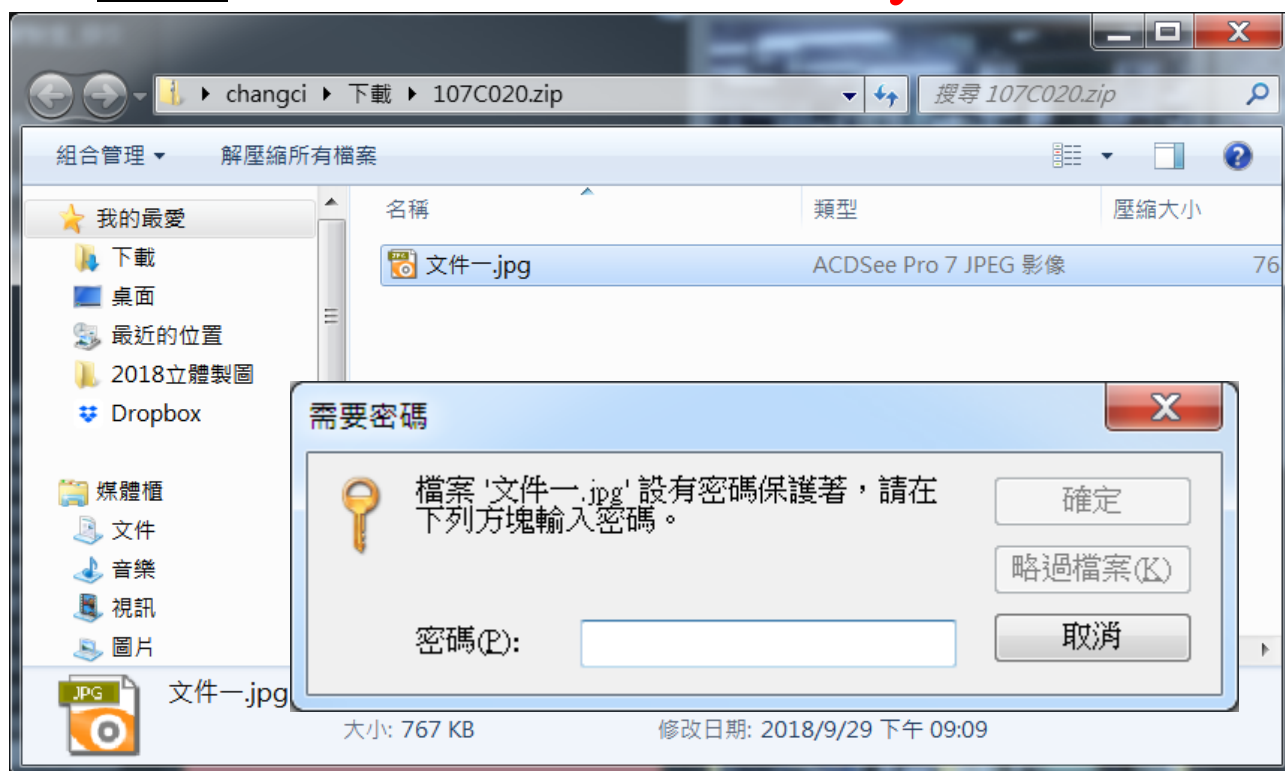 changci ▸ 下載 ▸ 107C020.zip
搜尋 107C020.zip
組合管理 ▾ 解壓縮所有檔案
名稱 類型 壓縮大小
我的最愛
文件一.jpg ACDSee Pro 7 JPEG 影像 76
下載
桌面
最近的位置
2018立體製圖
Dropbox
需要密碼
檔案 '文件一.jpg' 設有密碼保護著，請在
下列方塊輸入密碼。
確定
略過檔案(K)
密碼(P):
取消
媒體櫃
文件
音樂
視訊
圖片
JPG
文件一.jpg
大小: 767 KB 修改日期: 2018/9/29 下午 09:09